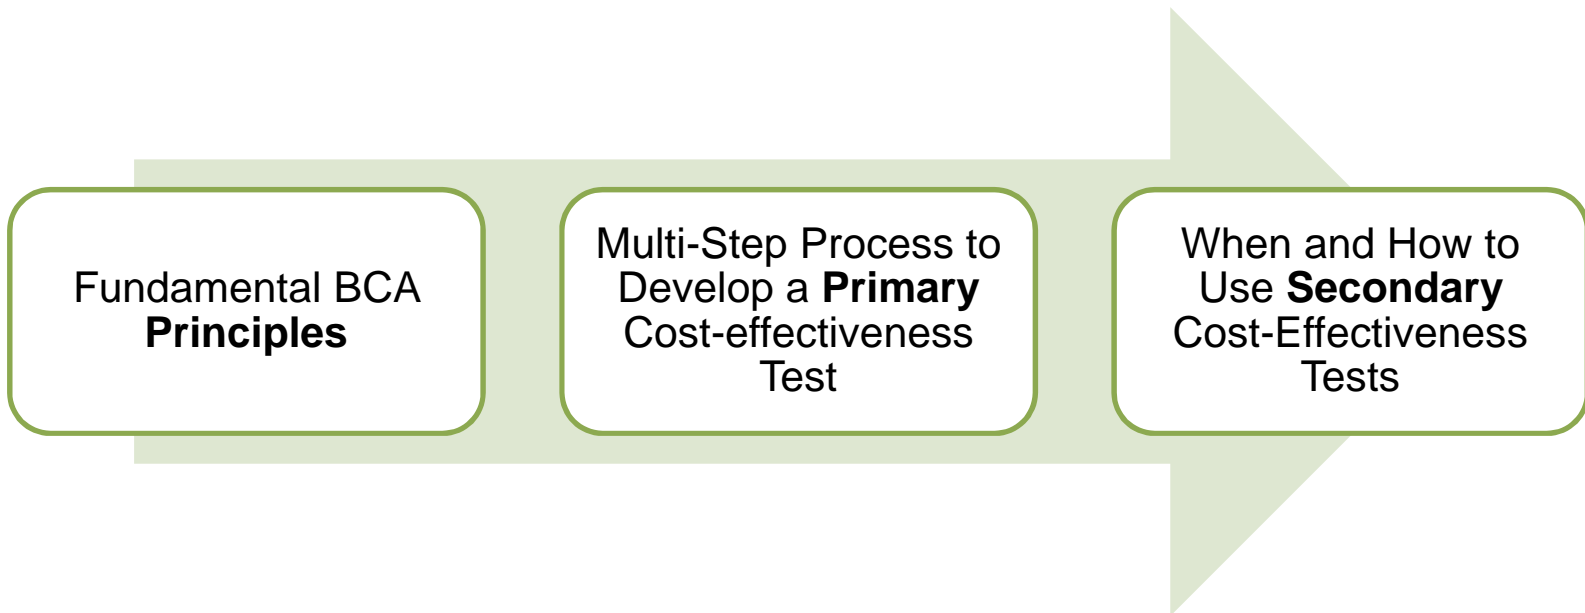 Fundamental BCA
Principles
Multi-Step Process to
Develop a Primary
Cost-effectiveness
Test
When and How to
Use Secondary
Cost-Effectiveness
Tests